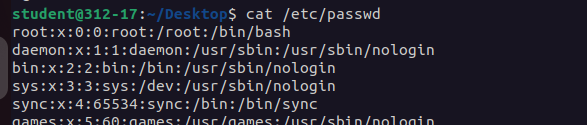 student@312-17:~/Desktop$ cat /etc/passwd
root:x:0:0:root:/root:/bin/bash
daemon:x:1:1:daemon:/usr/sbin:/usr/sbin/nologin
bin:x:2:2:bin:/bin:/usr/sbin/nologin
sys:x:3:3:sys:/dev:/usr/sbin/nologin
sync:x:4:65534:sync:/bin:/bin/sync
games:x:5:60:games:/usr/games:/usr/sbin/nologin